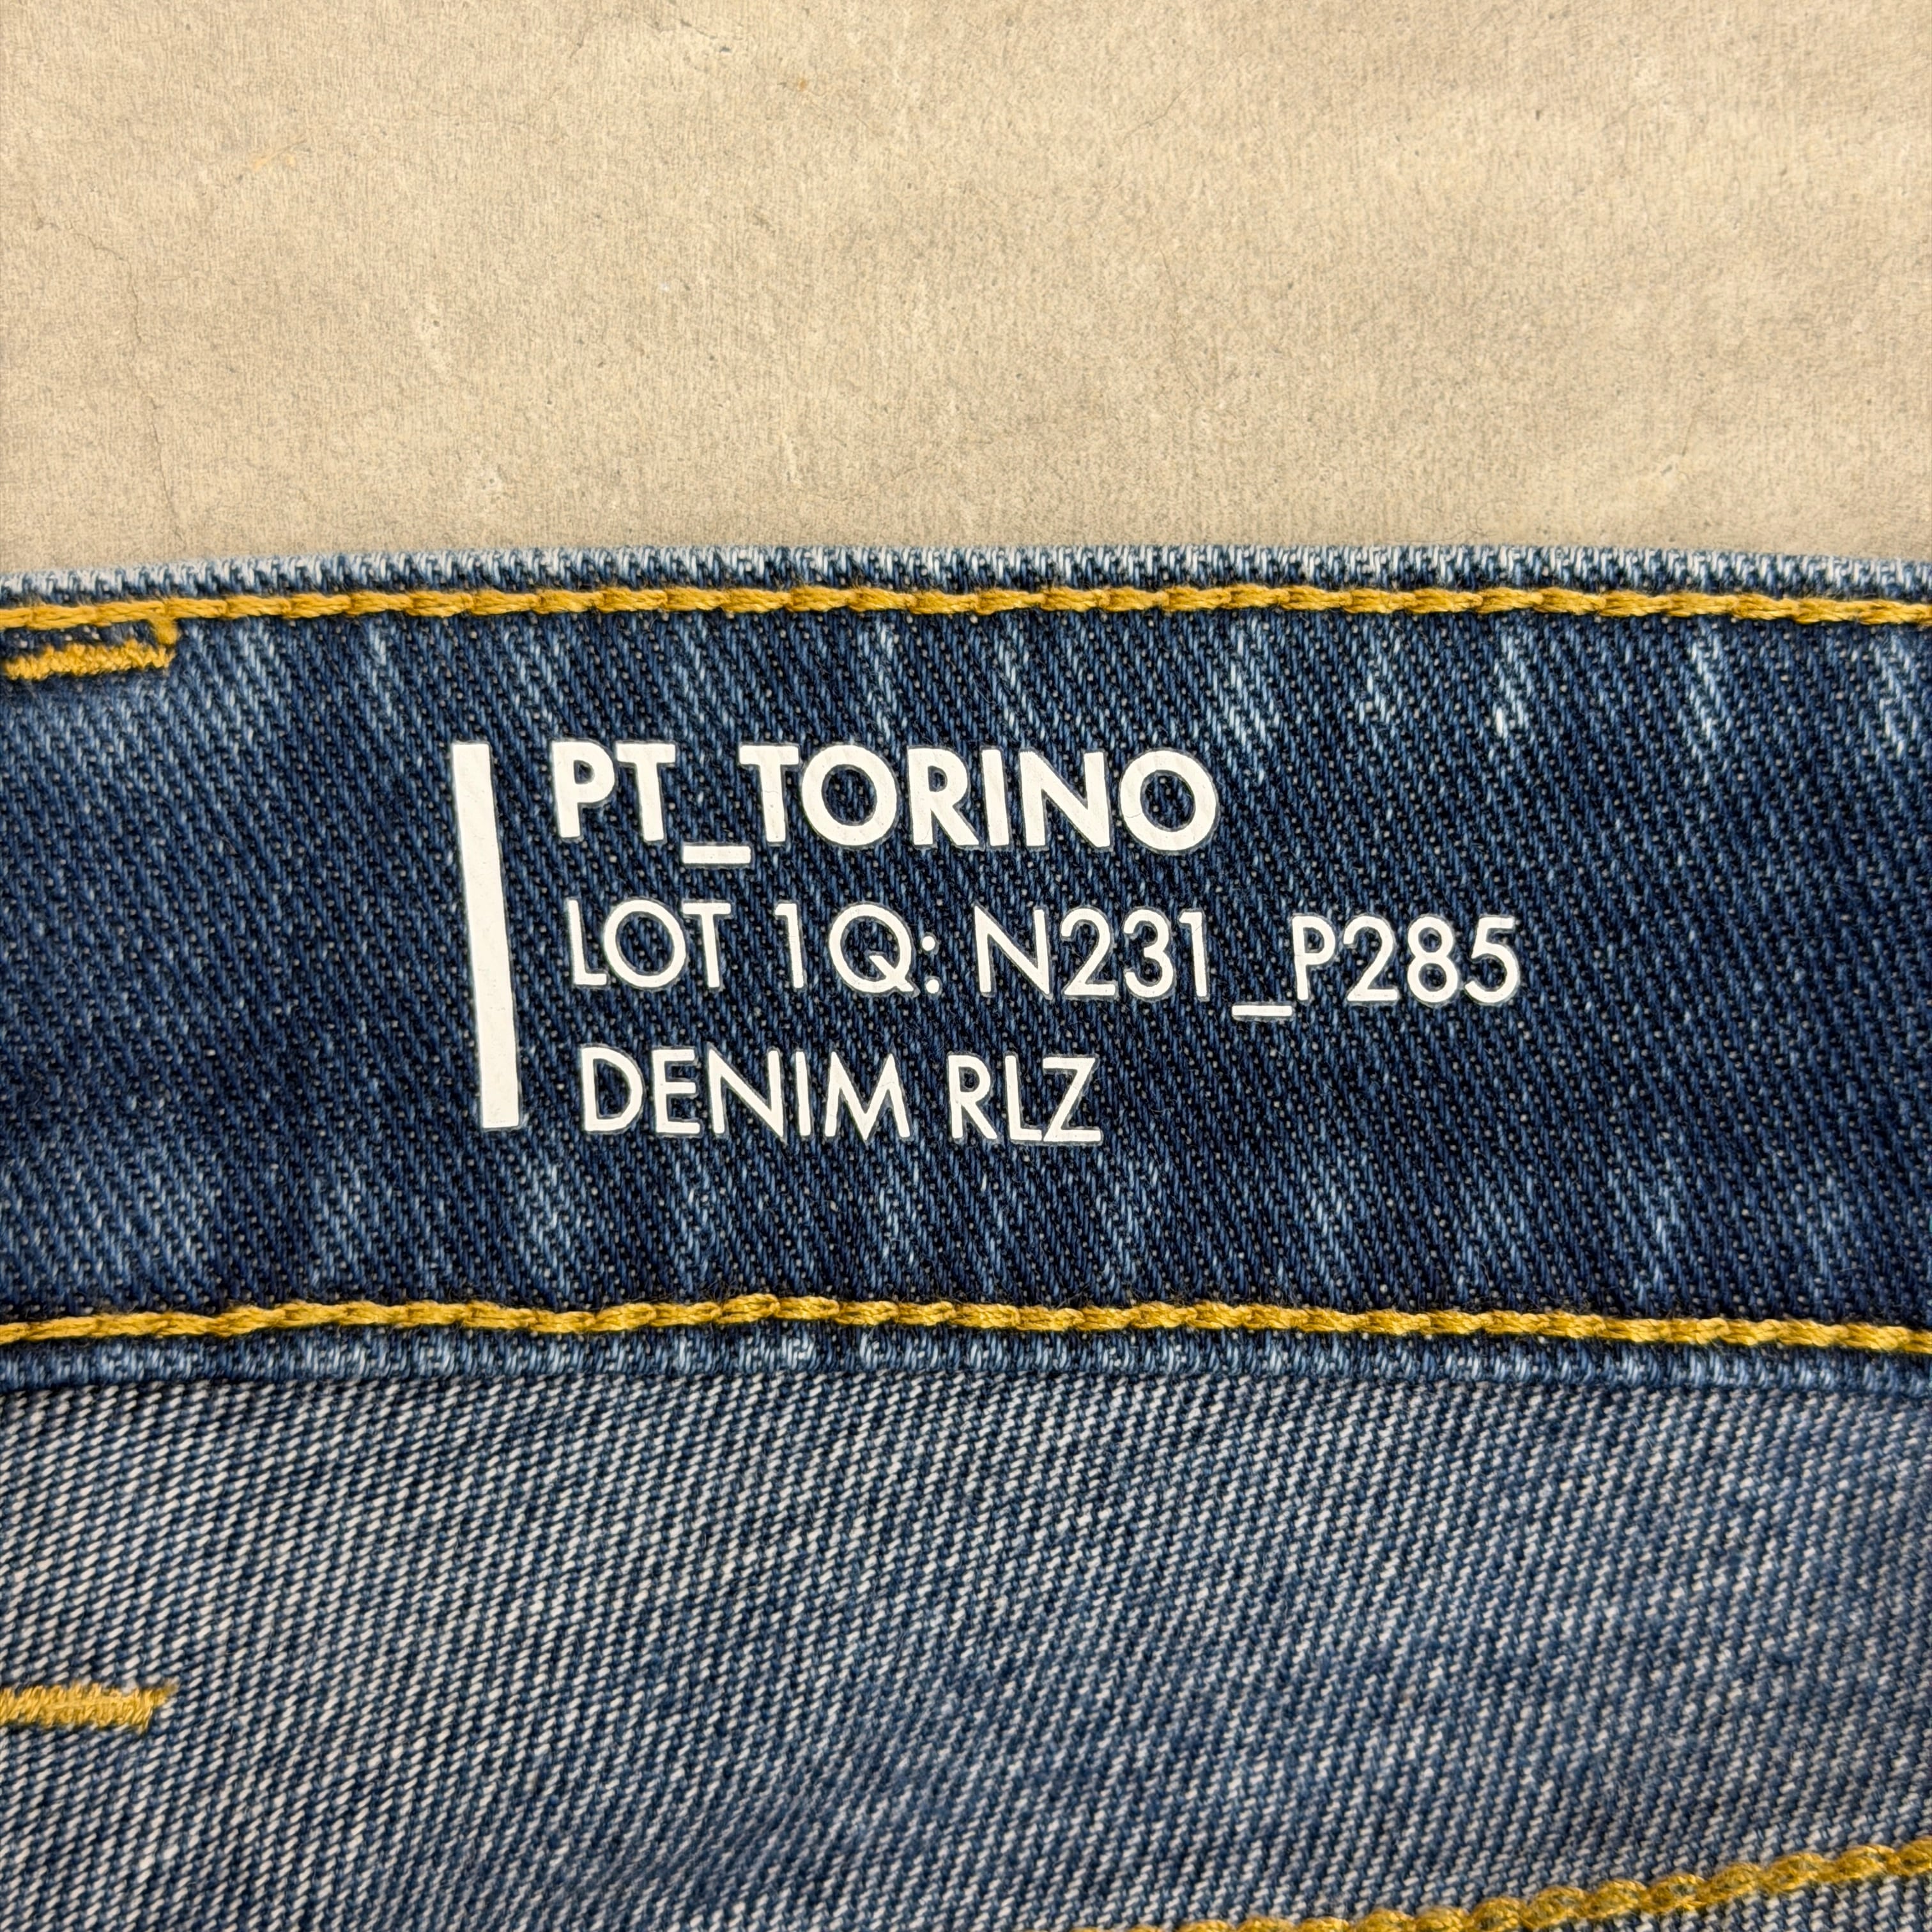 PT_TORINO
LOT 1Q: N231_P285
DENIM RLZ